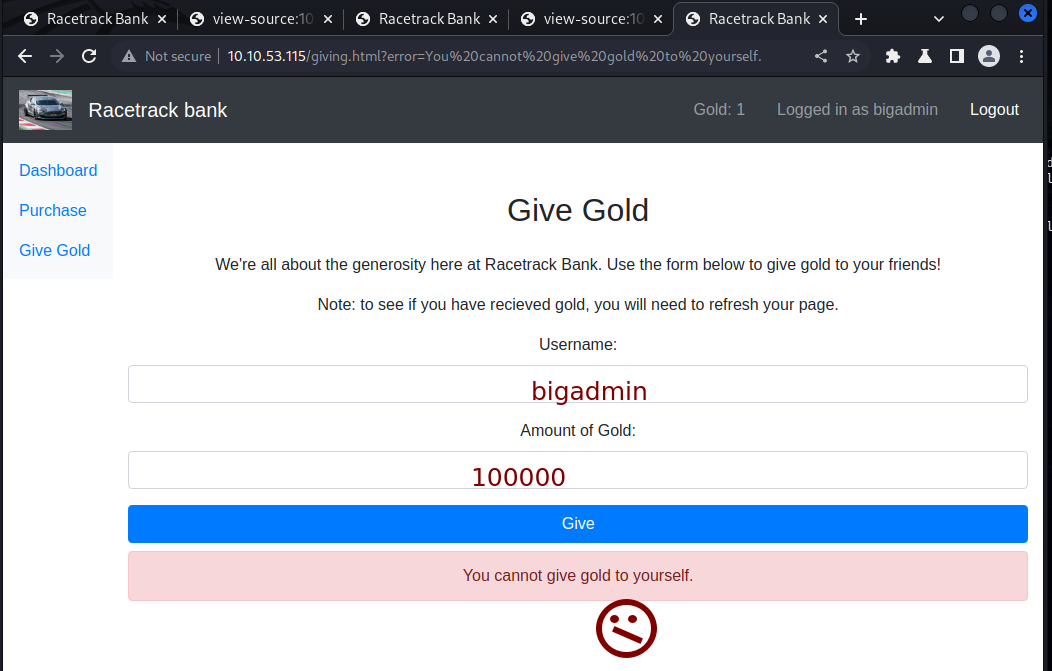 Racetrack Bank
view-source:10
Racetrack Bank
view-source:10
Racetrack Bank
Not secure 10.10.53.115/giving.html?error=You%20cannot%20give%20gold%20to%20yourself.
Racetrack bank
Gold: 1
Logged in as bigadmin
Logout
Dashboard
Purchase
Give Gold
Give Gold
We're all about the generosity here at Racetrack Bank. Use the form below to give gold to your friends!
Note: to see if you have recieved gold, you will need to refresh your page.
Username:
bigadmin
Amount of Gold:
100000
Give
You cannot give gold to yourself.